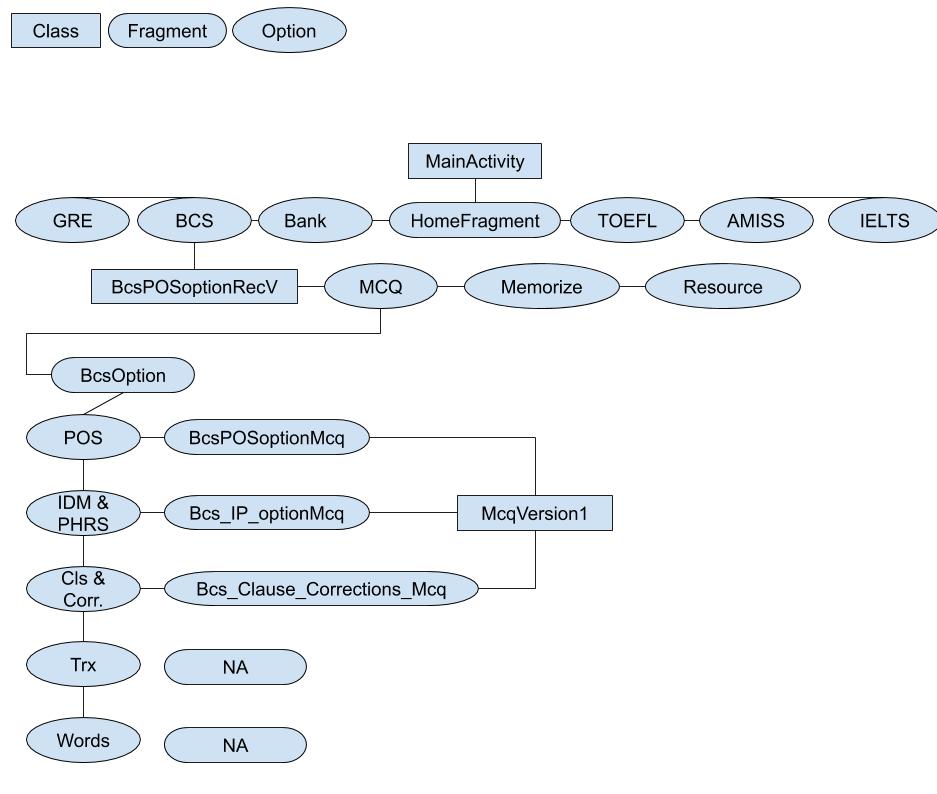 Class
Fragment
Option
MainActivity
GRE
BCS
Bank
HomeFragment
TOEFL
AMISS
IELTS
BcsPOSoptionRecV
MCQ
Memorize
Resource
BcsOption
POS
BcsPOSoptionMcq
IDM &
PHRS
Bcs_IP_optionMcq
McqVersion1
Cls &
Corr.
Bcs_Clause_Corrections_Mcq
Trx
NA
Words
NA